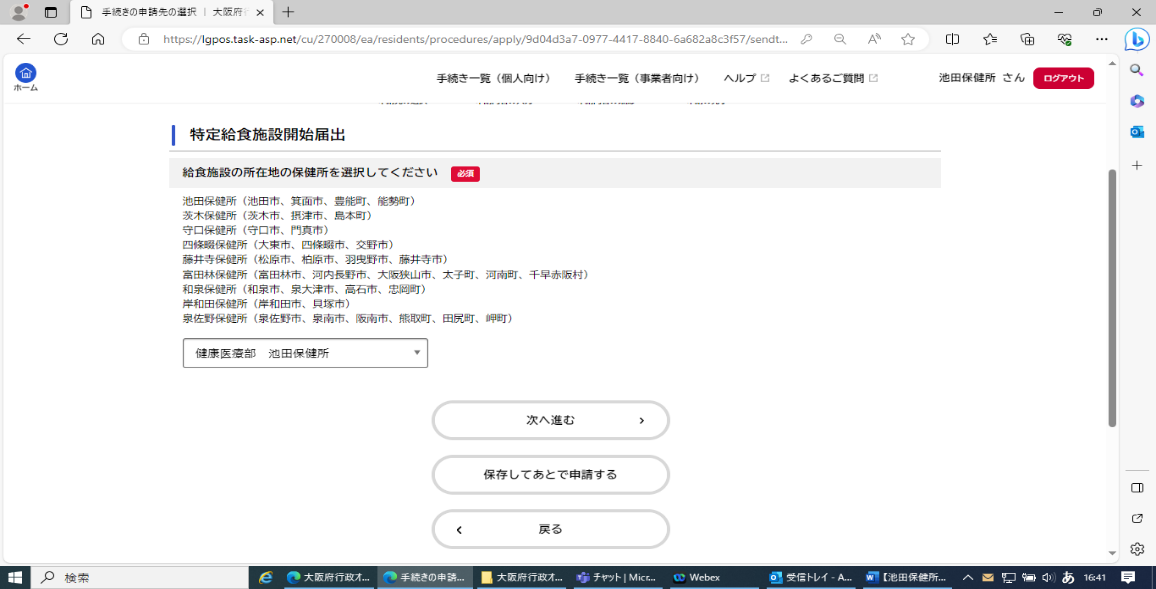 手続きの申請先の選択 | 大阪府行
https://lgpos.task-asp.net/cu/270008/ea/residents/procedures/apply/9d04d3a7-0977-4417-8840-6a682a8c3f57/sendt...
ホーム
手続き一覧（個人向け） 手続き一覧（事業者向け） ヘルプ よくあるご質問 池田保健所 さん ログアウト
特定給食施設開始届出
給食施設の所在地の保健所を選択してください 必須
池田保健所（池田市、箕面市、豊能町、能勢町）
茨木保健所（茨木市、摂津市、島本町）
守口保健所（守口市、門真市）
四條畷保健所（大東市、四條畷市、交野市）
藤井寺保健所（松原市、柏原市、羽曳野市、藤井寺市）
富田林保健所（富田林市、河内長野市、大阪狭山市、太子町、河南町、千早赤阪村）
和泉保健所（和泉市、泉大津市、高石市、忠岡町）
岸和田保健所（岸和田市、貝塚市）
泉佐野保健所（泉佐野市、泉南市、阪南市、熊取町、田尻町、岬町）
健康医療部　池田保健所
次へ進む
保存してあとで申請する
戻る
検索 大阪府行政オ... 手続きの申請... 大阪府行政オ... チャット | Micr... Webex 受信トレイ - A... 【池田保健所... あ 16:41